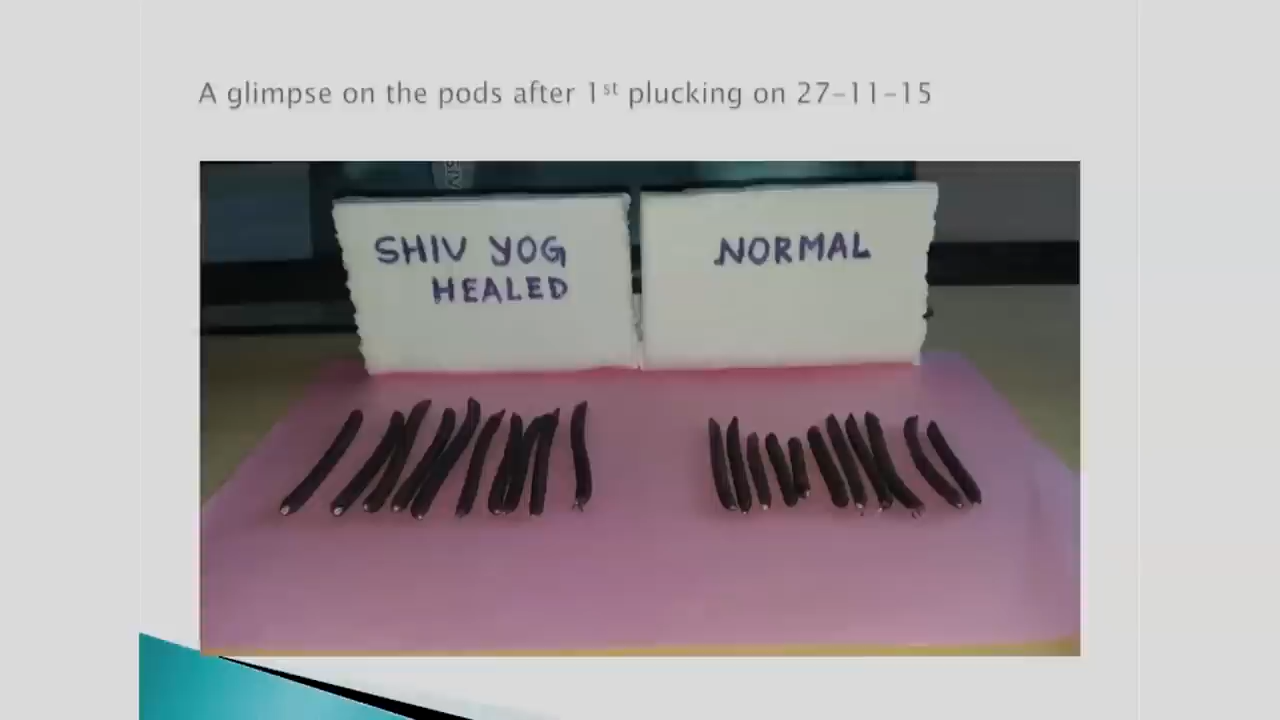 A glimpse on the pods after 1st plucking on 27-11-15
SHIV YOG
HEALED
NORMAL